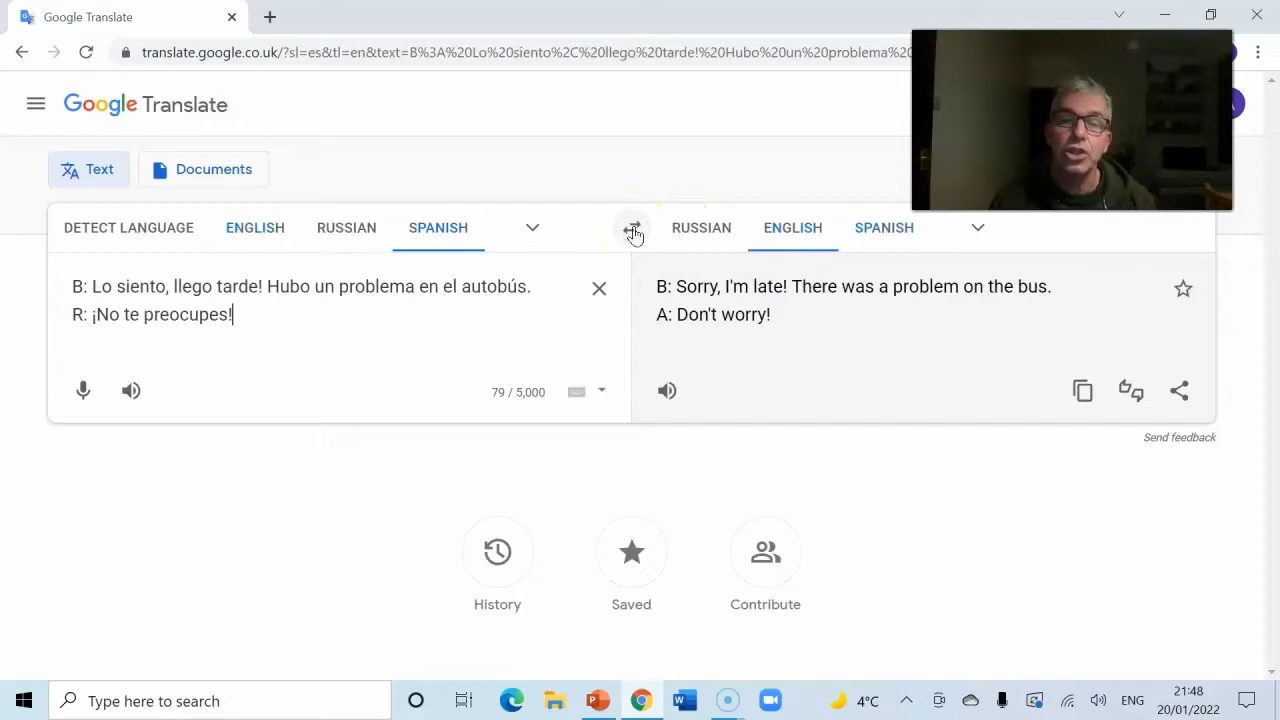 Google Translate
translate.google.co.uk/?sl=es&tl=en&text=B%3A%20Lo%20siento%2C%20llego%20tarde!%20Hubo%20un%20problema%20
Google Translate
Text
Documents
DETECT LANGUAGE ENGLISH RUSSIAN SPANISH
RUSSIAN ENGLISH SPANISH
B: Lo siento, llego tarde! Hubo un problema en el autobús.
R: ¡No te preocupes!
79 / 5,000
B: Sorry, I'm late! There was a problem on the bus.
A: Don't worry!
Send feedback
History
Saved
Contribute
Type here to search
4°C
ENG
21:48
20/01/2022